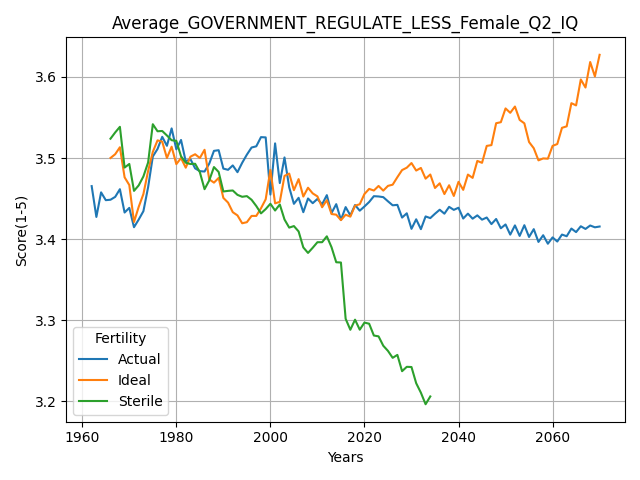 Average_GOVERNMENT_REGULATE_LESS_Female_Q2_IQ
3.6
3.5
3.4
3.3
3.2
Score(1-5)
Fertility
Actual
Ideal
Sterile
1960 1980 2000 2020 2040 2060
Years